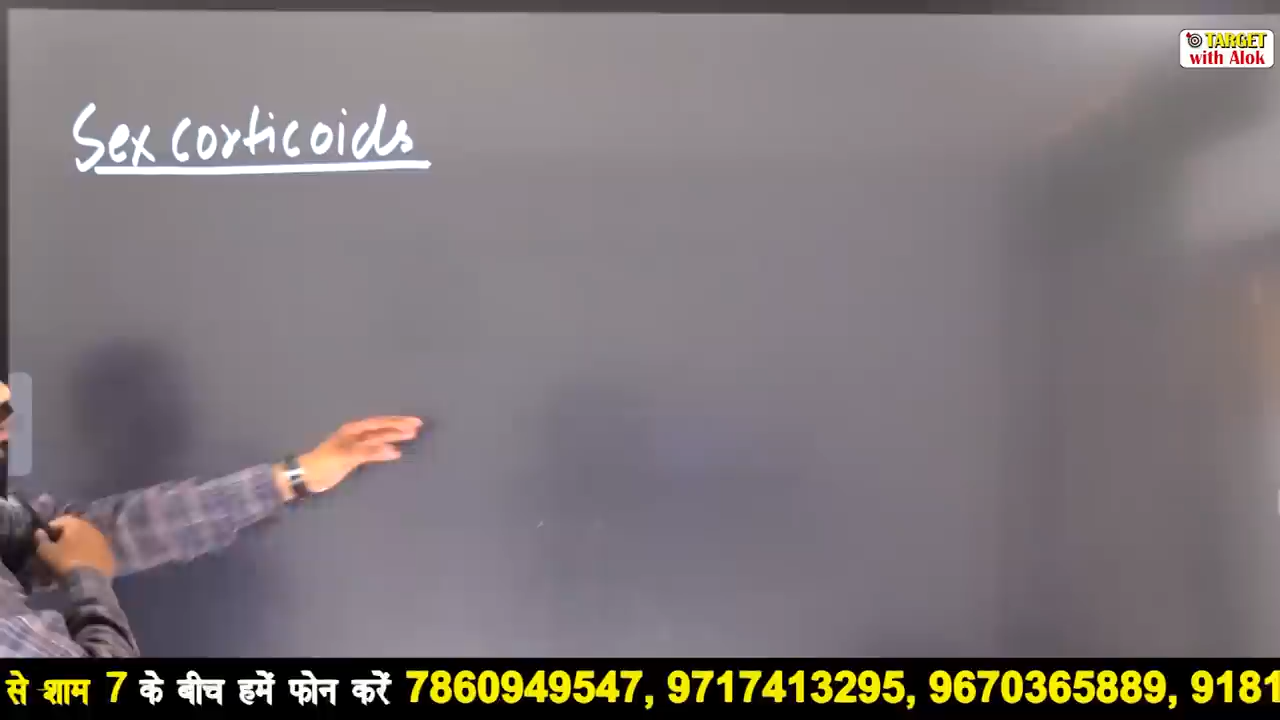 TARGET
with Alok
Sex corticoids
से शाम 7 के बीच हमें फोन करें 7860949547, 9717413295, 9670365889, 9181